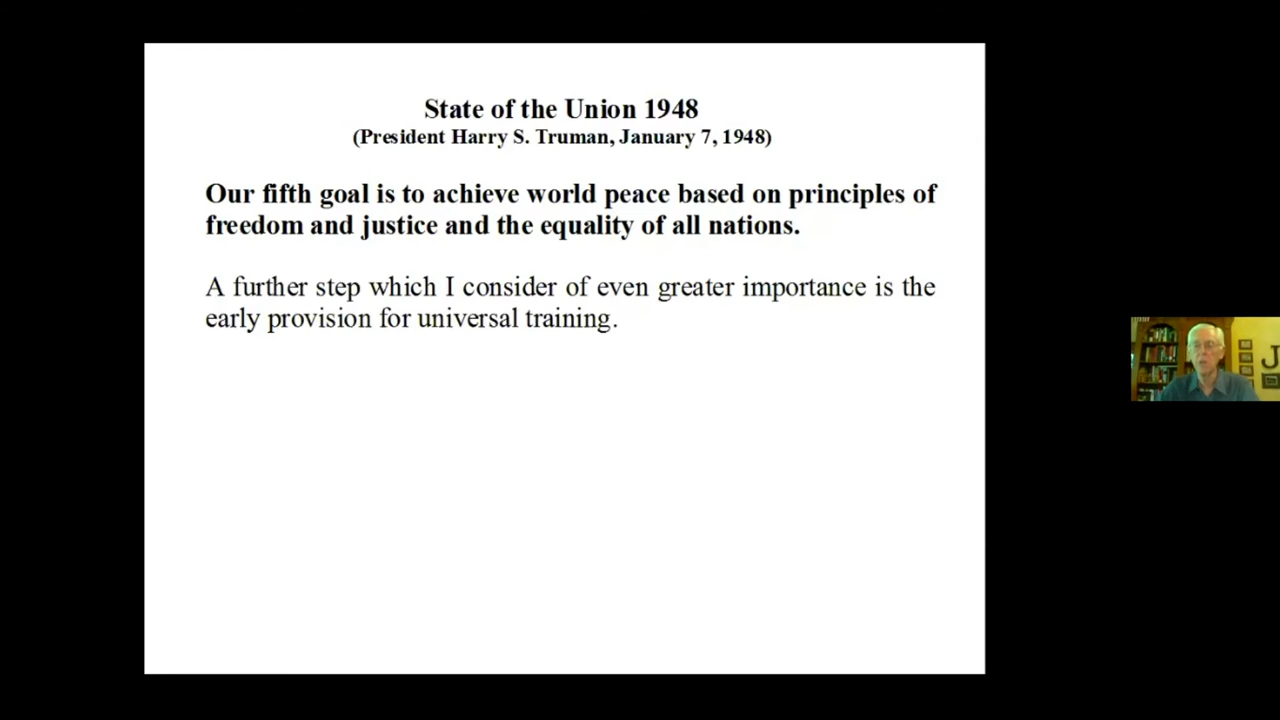 State of the Union 1948
(President Harry S. Truman, January 7, 1948)
Our fifth goal is to achieve world peace based on principles of
freedom and justice and the equality of all nations.
A further step which I consider of even greater importance is the
early provision for universal training.
J